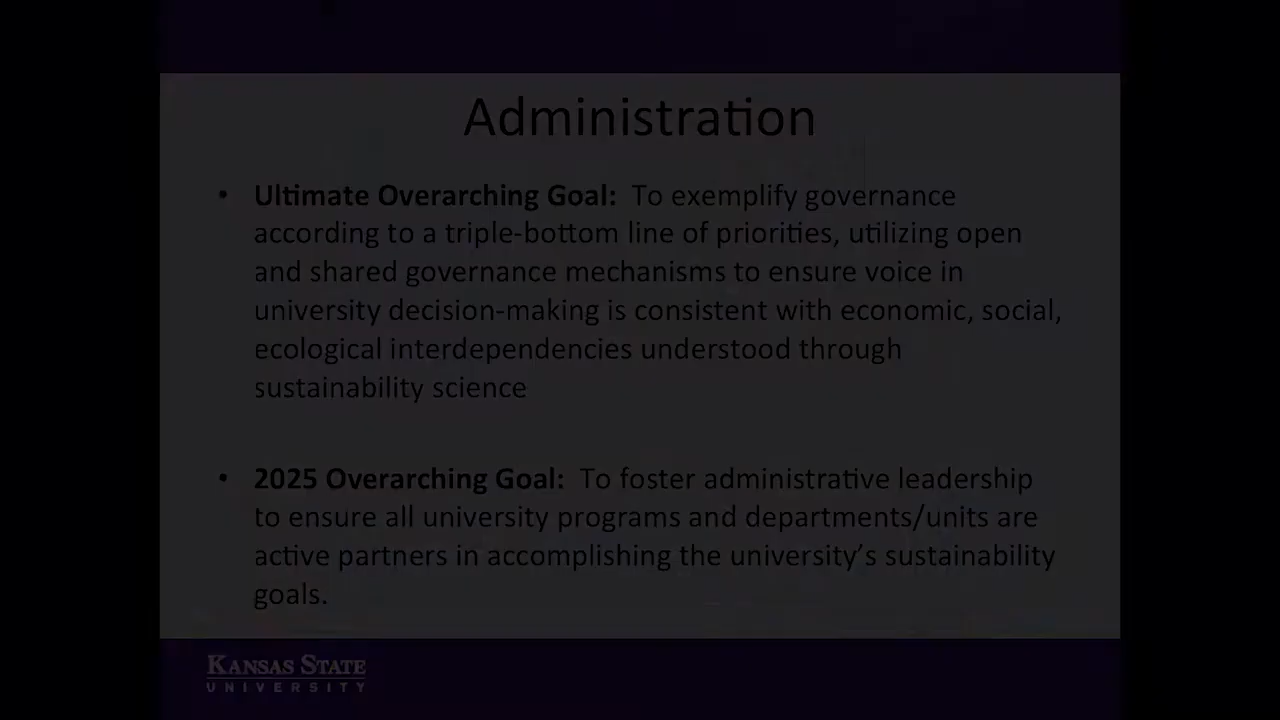 Administration
• Ultimate Overarching Goal: To exemplify governance
according to a triple-bottom line of priorities, utilizing open
and shared governance mechanisms to ensure voice in
university decision-making is consistent with economic, social,
ecological interdependencies understood through
sustainability science
• 2025 Overarching Goal: To foster administrative leadership
to ensure all university programs and departments/units are
active partners in accomplishing the university’s sustainability
goals.
KANSAS STATE
UNIVERSITY